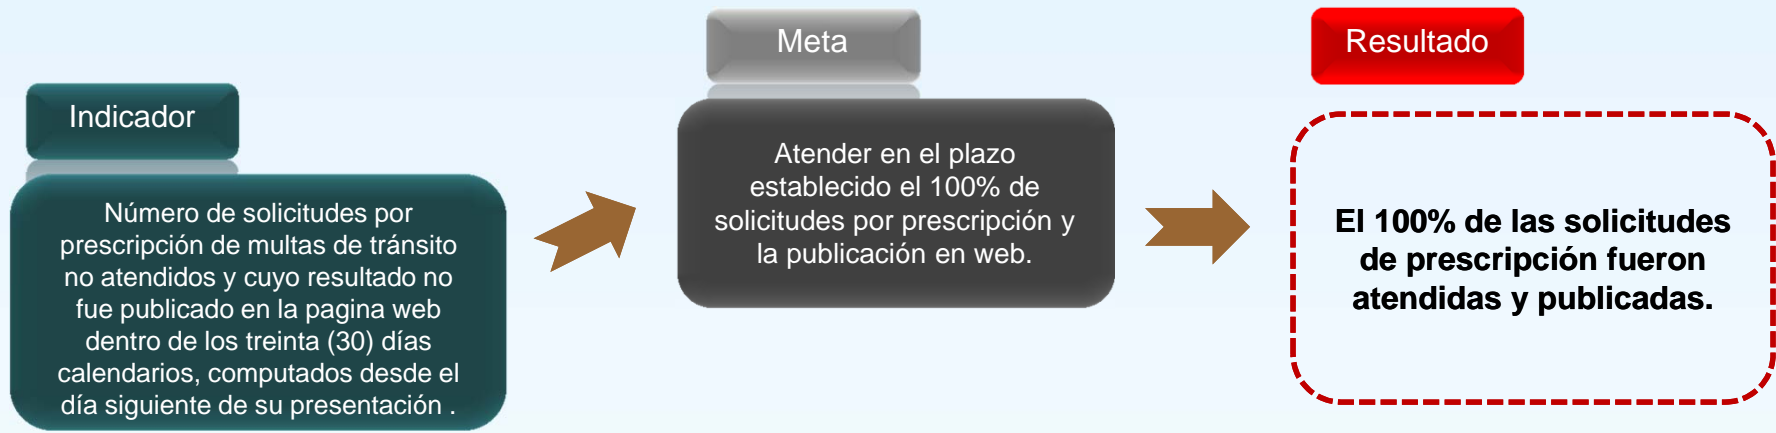 Indicador
Número de solicitudes por
prescripción de multas de tránsito
no atendidos y cuyo resultado no
fue publicado en la pagina web
dentro de los treinta (30) días
calendarios, computados desde el
día siguiente de su presentación .
Meta
Atender en el plazo
establecido el 100% de
solicitudes por prescripción y
la publicación en web.
Resultado
El 100% de las solicitudes
de prescripción fueron
atendidas y publicadas.